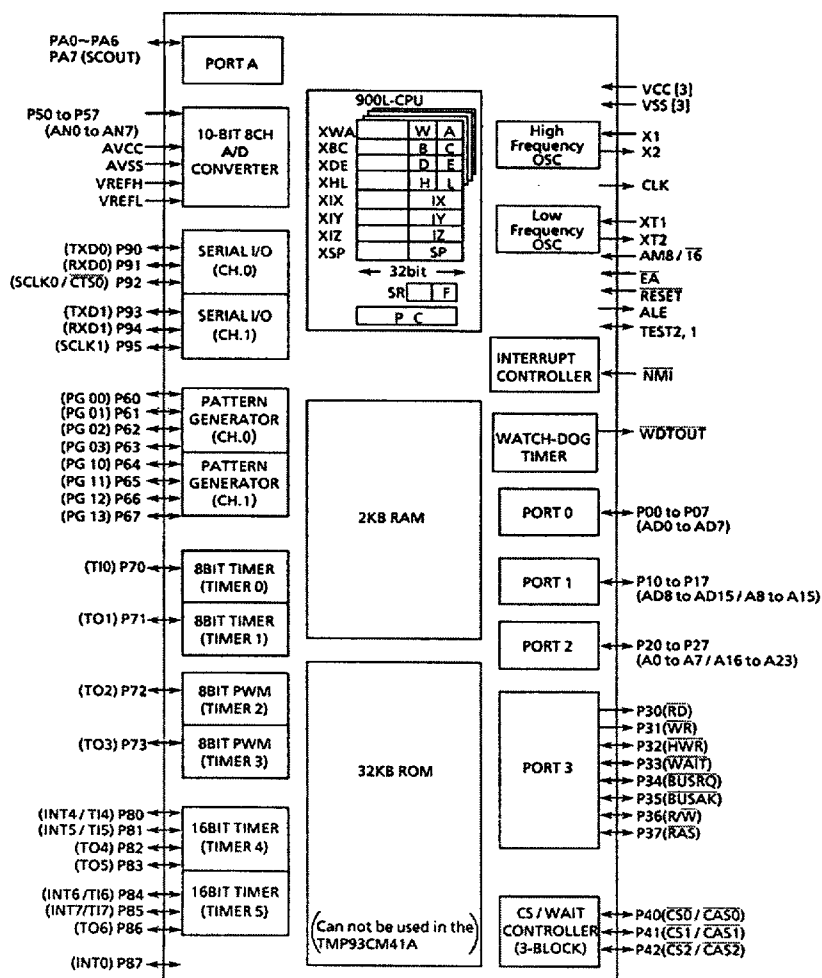 PA0~PA6
PA7 (SCOUT)
PORT A
P50 to P57
(AN0 to AN7)
AVCC
AVSS
VREFH
VREFL
10-BIT 8CH
A/D
CONVERTER
(TXD0) P90
(RXD0) P91
(SCLK0 / CTS0) P92
SERIAL I/O
(CH.0)
(TXD1) P93
(RXD1) P94
(SCLK1) P95
SERIAL I/O
(CH.1)
(PG 00) P60
(PG 01) P61
(PG 02) P62
(PG 03) P63
PATTERN
GENERATOR
(CH.0)
(PG 10) P64
(PG 11) P65
(PG 12) P66
(PG 13) P67
PATTERN
GENERATOR
(CH.1)
(TI0) P70
8BIT TIMER
(TIMER 0)
(TO1) P71
8BIT TIMER
(TIMER 1)
(TO2) P72
8BIT PWM
(TIMER 2)
(TO3) P73
8BIT PWM
(TIMER 3)
(INT4 / TI4) P80
(INT5 / TI5) P81
(TO4) P82
(TO5) P83
16BIT TIMER
(TIMER 4)
(INT6 /TI6) P84
(INT7/TI7) P85
(TO6) P86
16BIT TIMER
(TIMER 5)
(INT0) P87
900L-CPU
XWA W A
XBC B C
XDE D E
XHL H L
XIX IX
XIY IY
XIZ IZ
XSP SP
32bit
SR F
P C
2KB RAM
32KB ROM
(Can not be used in the
TMP93CM41A)
VCC [3]
VSS [3]
High
Frequency
OSC
X1
X2
CLK
Low
Frequency
OSC
XT1
XT2
AM8 / 16
EA
RESET
ALE
TEST2, 1
INTERRUPT
CONTROLLER
NMI
WATCH-DOG
TIMER
WDTOUT
PORT 0
P00 to P07
(AD0 to AD7)
PORT 1
P10 to P17
(AD8 to AD15 / A8 to A15)
PORT 2
P20 to P27
(A0 to A7 / A16 to A23)
PORT 3
P30(RD)
P31(WR)
P32(HWR)
P33(WAIT)
P34(BUSRQ)
P35(BUSAK)
P36(R/W)
P37(RAS)
CS / WAIT
CONTROLLER
(3-BLOCK)
P40(CS0 / CAS0)
P41(CS1 / CAS1)
P42(CS2 / CAS2)